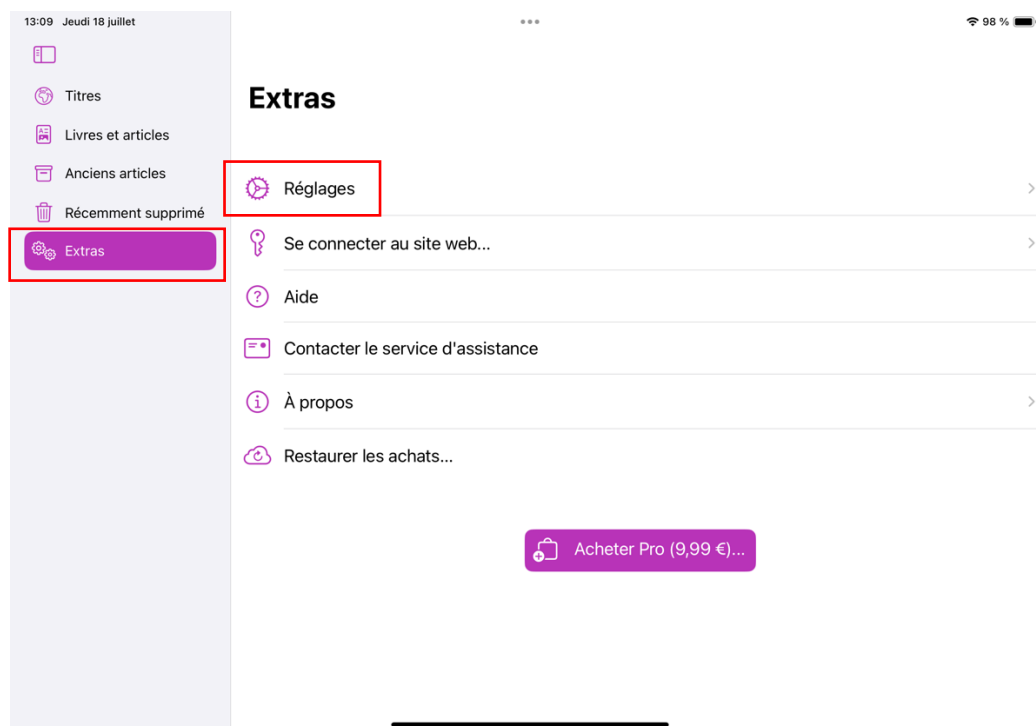 13:09 Jeudi 18 juillet
98 %
Titres
Livres et articles
Anciens articles
Récemment supprimé
Extras
Extras
Réglages
Se connecter au site web...
Aide
Contacter le service d'assistance
À propos
Restaurer les achats...
Acheter Pro (9,99 €)...